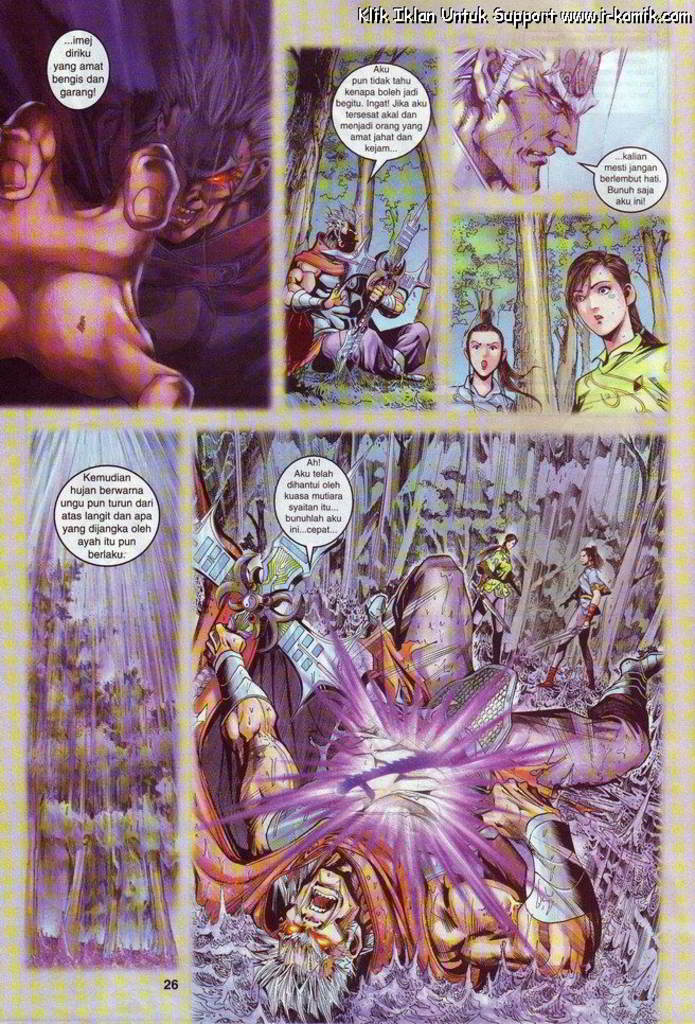 Klik Iklan Untuk Support www.ir-komik.com
...imej
diriku
yang amat
bengis dan
garang!
Aku
pun tidak tahu
kenapa boleh jadi
begitu. Ingat! Jika aku
tersesat akal dan
menjadi orang yang
amat jahat dan
kejam...
...kalian
mesti jangan
berlembut hati.
Bunuh saja
aku ini!
Kemudian
hujan berwarna
ungu pun turun dari
atas langit dan apa
yang dijangka oleh
ayah itu pun
berlaku.
Ah!
Aku telah
dihantui oleh
kuasa mutiara
syaitan itu...
bunuhlah aku
ini...cepat...
26